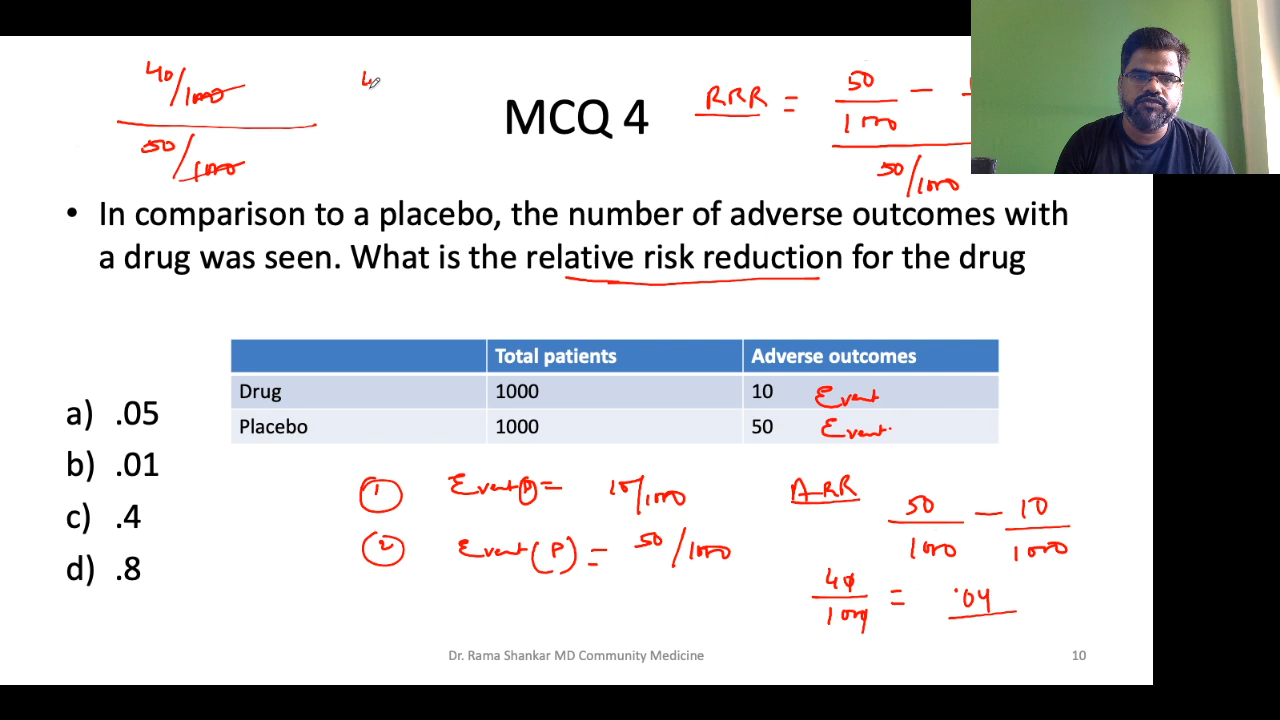 40/1000
50/1000
4
MCQ 4
RRR = 50/1000 -
50/1000
• In comparison to a placebo, the number of adverse outcomes with
a drug was seen. What is the relative risk reduction for the drug
Total patients Adverse outcomes
Drug 1000 10 Event
Placebo 1000 50 Event.
a) .05
b) .01
c) .4
d) .8
① Event(D) = 10/1000
② Event(P) = 50/1000
ARR
50/1000 - 10/1000
40/1000 = .04
Dr. Rama Shankar MD Community Medicine 10